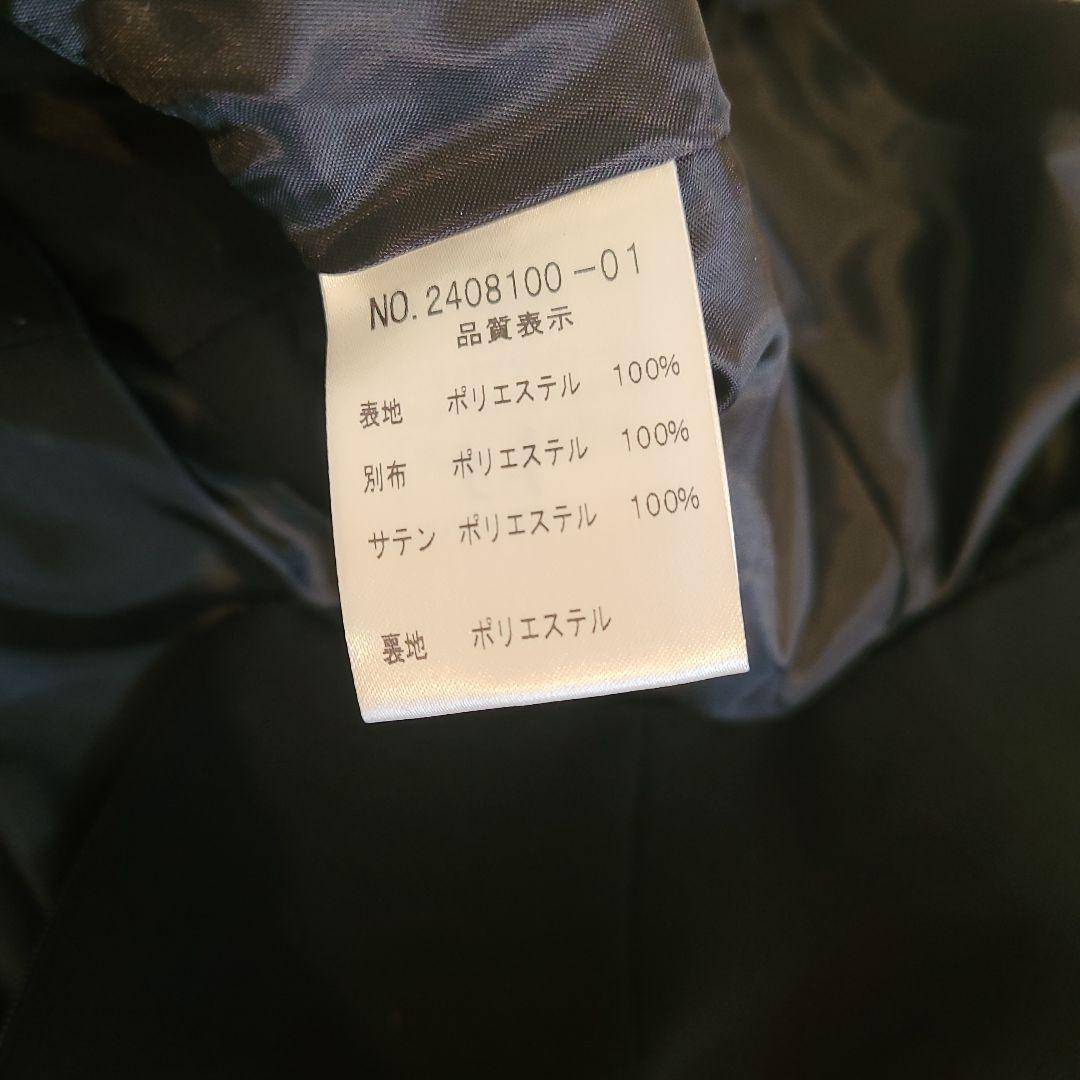 NO.2408100-01
品質表示
表地 ポリエステル 100%
別布 ポリエステル 100%
サテン ポリエステル 100%
裏地 ポリエステル